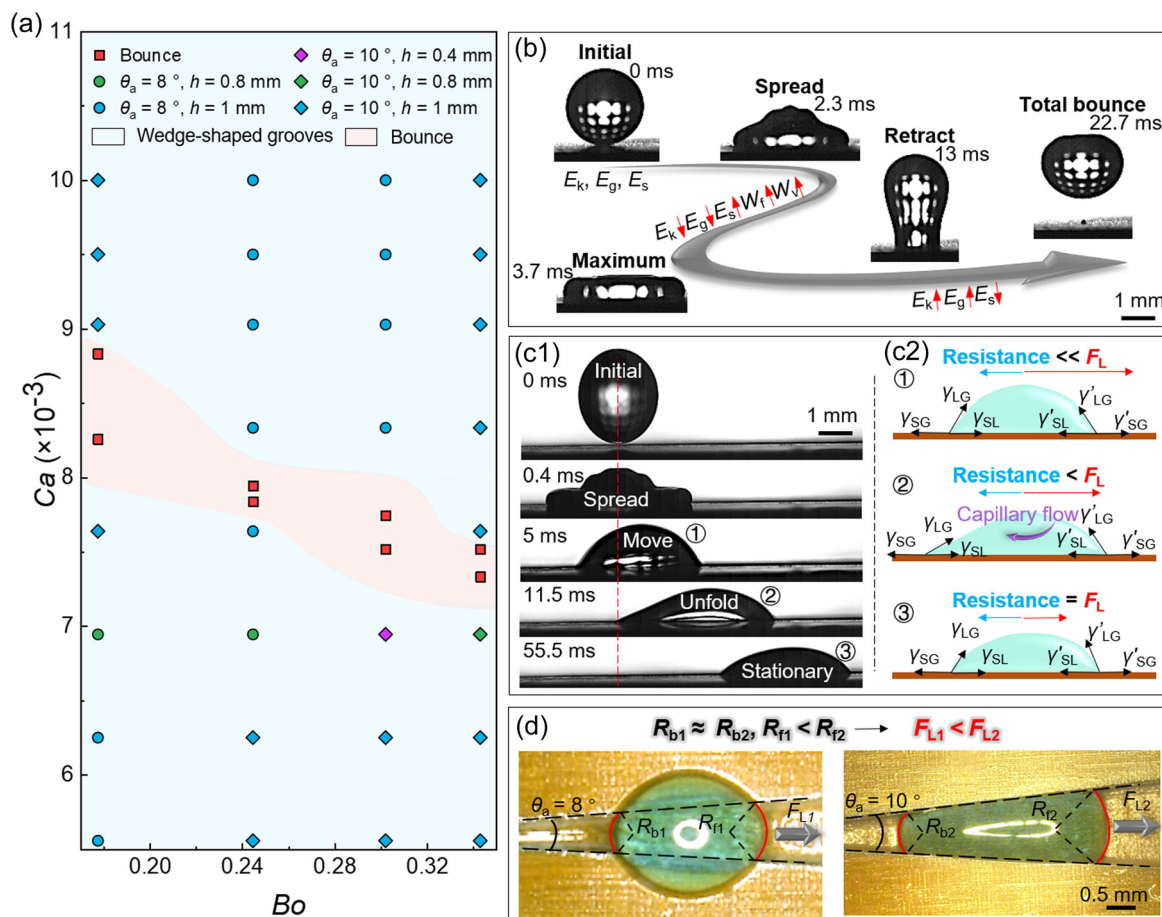 (a)
11
10
9
8
7
6
Ca (×10⁻³)
0.20
0.24
0.28
0.32
Bo
Bounce
θa = 8 °, h = 0.8 mm
θa = 8 °, h = 1 mm
θa = 10 °, h = 0.4 mm
θa = 10 °, h = 0.8 mm
θa = 10 °, h = 1 mm
Wedge-shaped grooves
Bounce
(b)
Initial
0 ms
Spread
2.3 ms
Retract
13 ms
Total bounce
22.7 ms
Ek, Eg, Es
Ek Eg Es Wf Wv
Maximum
3.7 ms
Ek Eg Es
1 mm
(c1)
0 ms
Initial
1 mm
0.4 ms
Spread
5 ms
Move
①
11.5 ms
Unfold
②
55.5 ms
Stationary
③
(c2)
Resistance << FL
①
γLG
γ'LG
γSG
γSL
γ'SL
γ'SG
Resistance < FL
②
Capillary flow
γLG
γ'LG
γSG
γSL
γ'SL
γ'SG
Resistance = FL
③
γLG
γ'LG
γSG
γSL
γ'SL
γ'SG
(d)
Rb1 ≈ Rb2, Rf1 < Rf2 → FL1 < FL2
θa = 8 °
Rb1
Rf1
FL1
θa = 10 °
Rb2
Rf2
FL2
0.5 mm